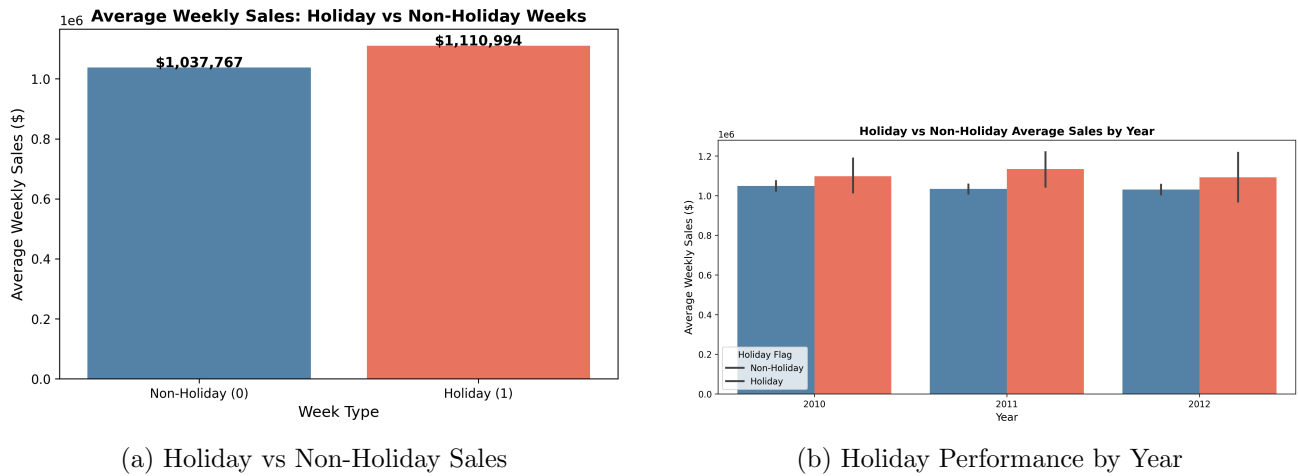 Average Weekly Sales: Holiday vs Non-Holiday Weeks
1e6
$1,037,767
$1,110,994
1.0
0.8
0.6
0.4
0.2
0.0
Average Weekly Sales ($)
Non-Holiday (0)
Holiday (1)
Week Type
(a) Holiday vs Non-Holiday Sales
Holiday vs Non-Holiday Average Sales by Year
1e6
1.2
1.0
0.8
0.6
0.4
0.2
0.0
Average Weekly Sales ($)
Holiday Flag
Non-Holiday
Holiday
2010
2011
2012
Year
(b) Holiday Performance by Year